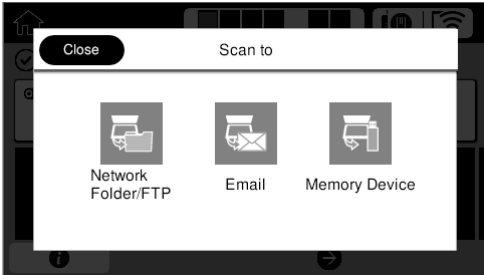 Close
Scan to
Network
Folder/FTP
Email
Memory Device
i